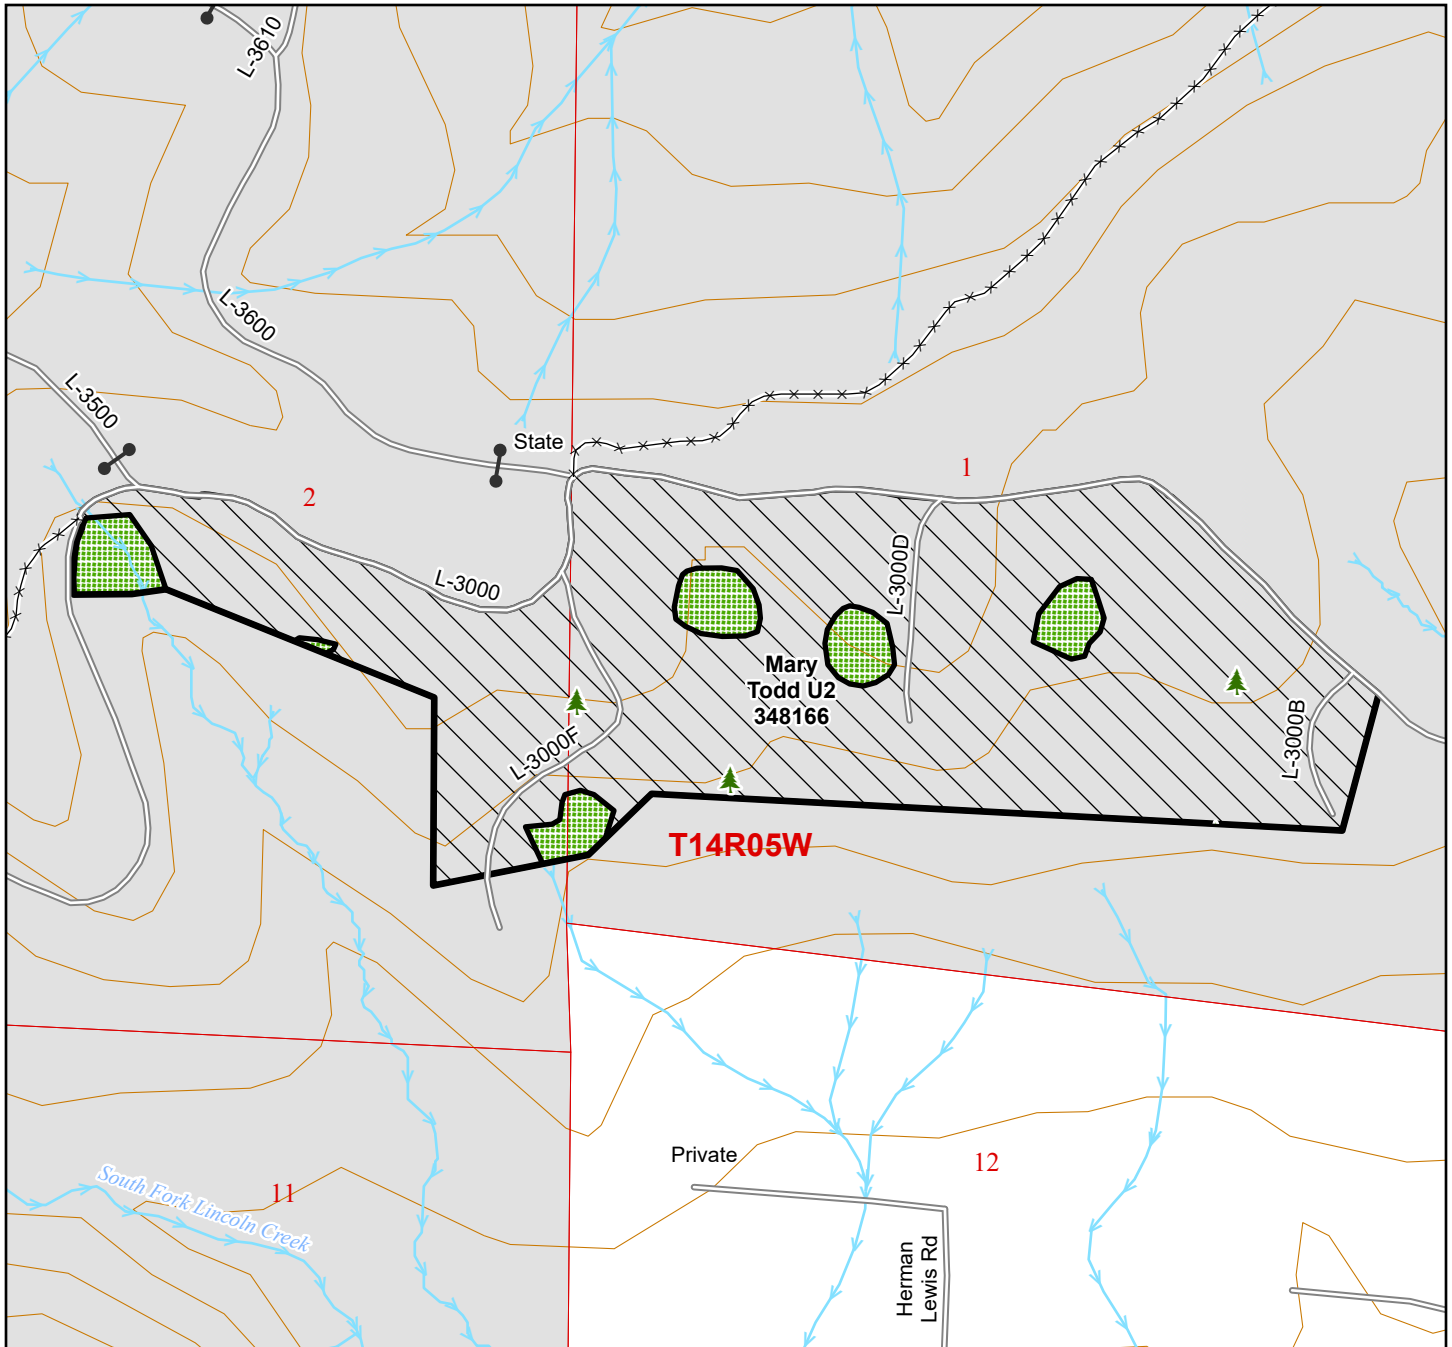 L-3610
L-3600
L-3500
State
1
2
L-3000
L-3000D
Mary
Todd U2
348166
L-3000B
L-3000F
T14R05W
Private
12
11
South Fork Lincoln Creek
Herman
Lewis Rd